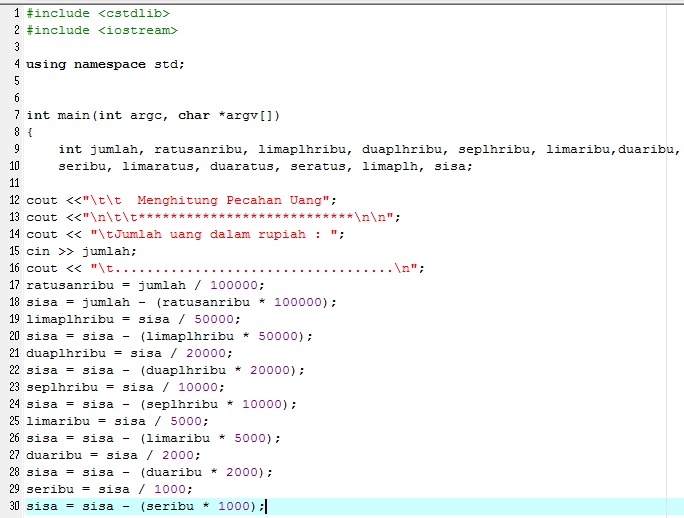 1 #include <cstdlib>
2 #include <iostream>
3
4 using namespace std;
5
6
7 int main(int argc, char *argv[])
8 {
9     int jumlah, ratusanribu, limaplhribu, duaplhribu, seplhribu, limaribu,duaribu,
10     seribu, limaratus, duaratus, seratus, limaplh, sisa;
11
12 cout <<"\t\t  Menghitung Pecahan Uang";
13 cout <<"\n\t\t***************************\n\n";
14 cout << "\tJumlah uang dalam rupiah : ";
15 cin >> jumlah;
16 cout << "\t...................................\n";
17 ratusanribu = jumlah / 100000;
18 sisa = jumlah - (ratusanribu * 100000);
19 limaplhribu = sisa / 50000;
20 sisa = sisa - (limaplhribu * 50000);
21 duaplhribu = sisa / 20000;
22 sisa = sisa - (duaplhribu * 20000);
23 seplhribu = sisa / 10000;
24 sisa = sisa - (seplhribu * 10000);
25 limaribu = sisa / 5000;
26 sisa = sisa - (limaribu * 5000);
27 duaribu = sisa / 2000;
28 sisa = sisa - (duaribu * 2000);
29 seribu = sisa / 1000;
30 sisa = sisa - (seribu * 1000);